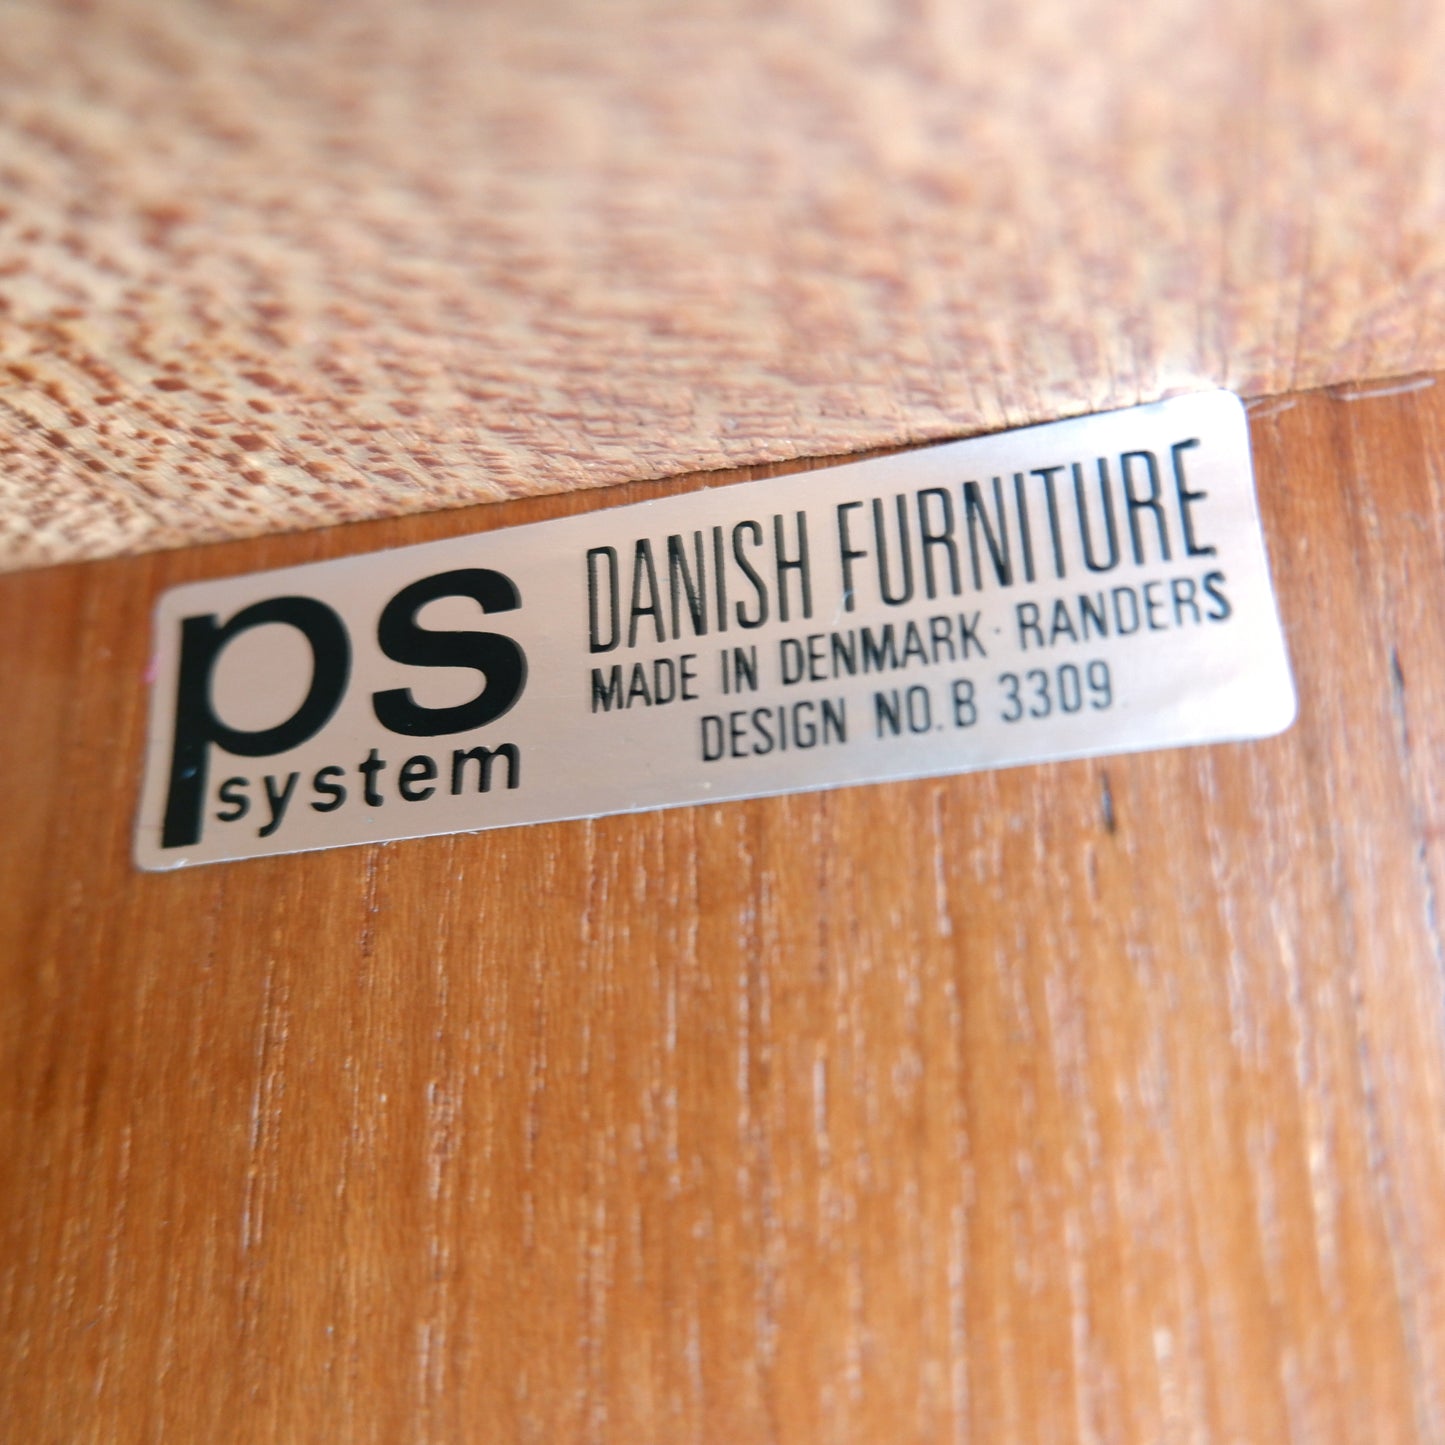 ps
system
DANISH FURNITURE
MADE IN DENMARK · RANDERS
DESIGN NO. B 3309